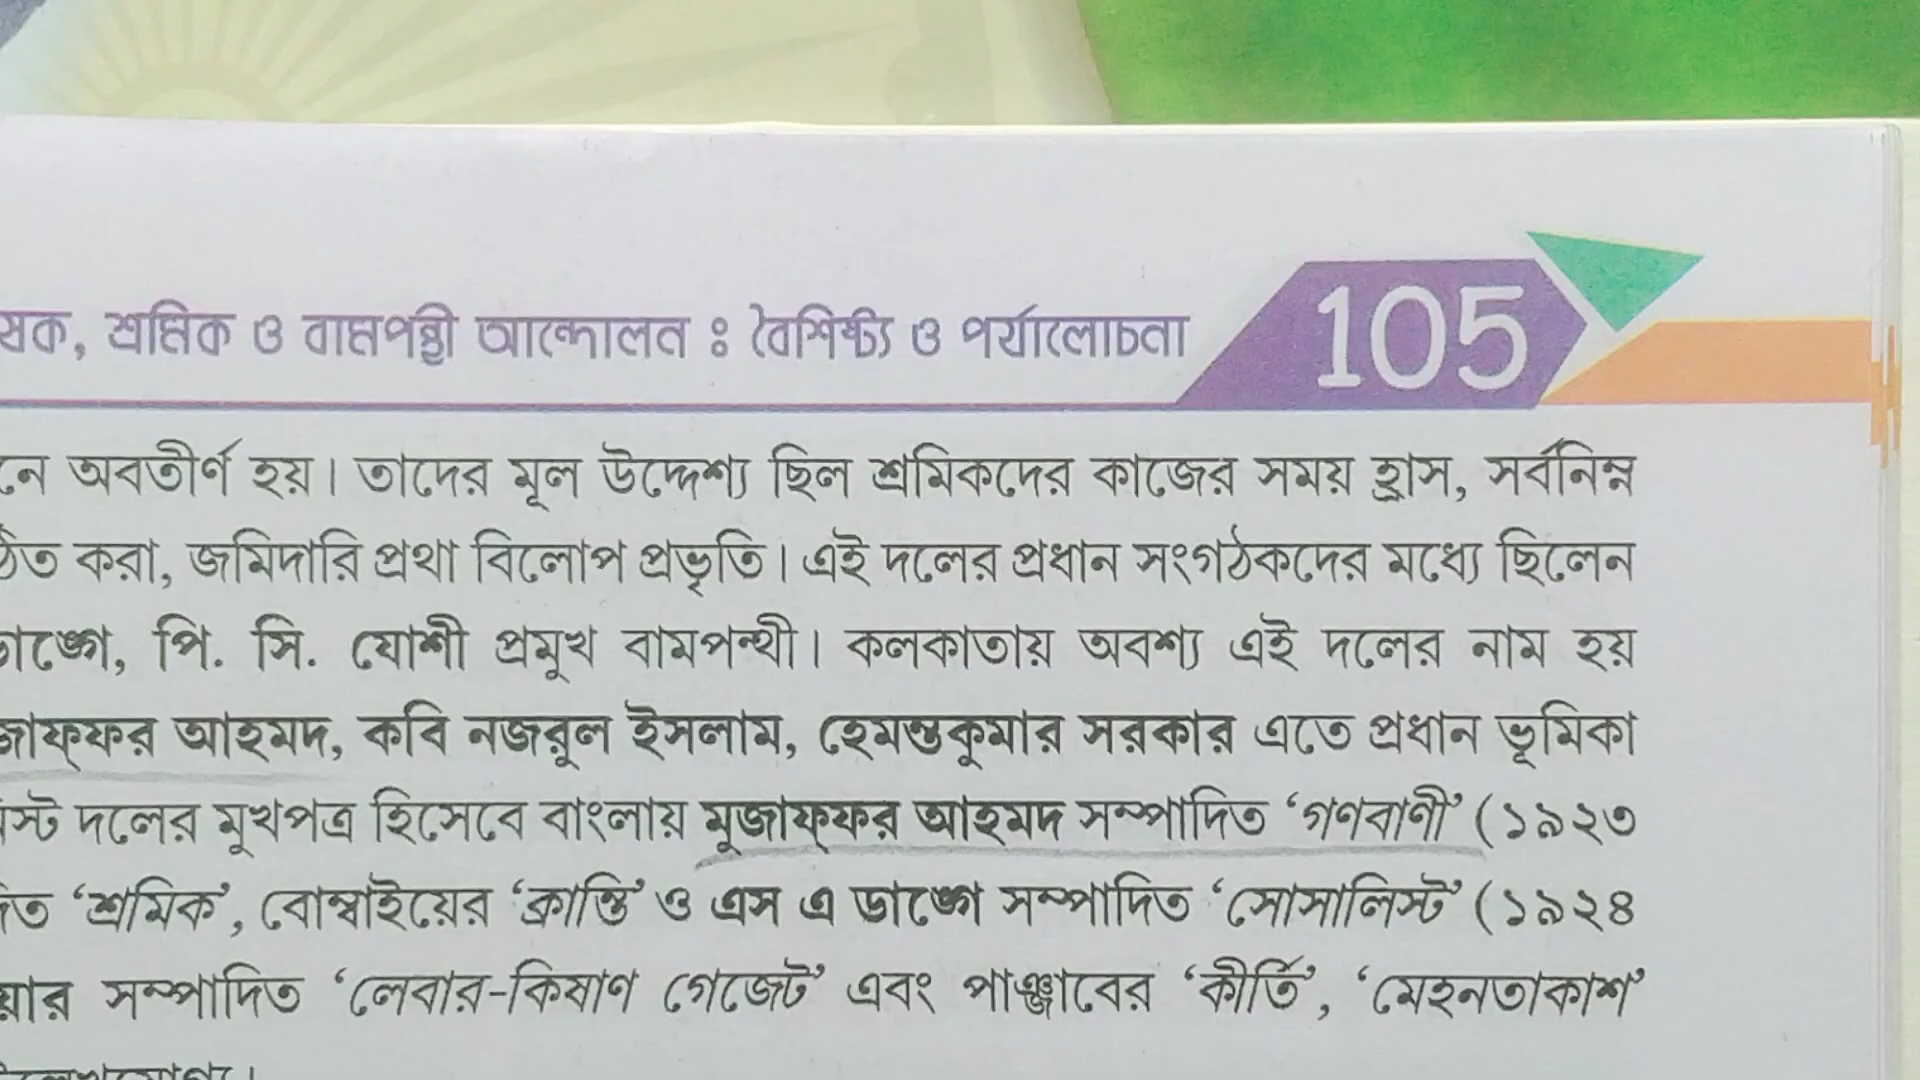 , শ্রমিক ও বামপন্থী আন্দোলন : বৈশিষ্ট্য ও পর্যালোচনা
105
অবতীর্ণ হয়। তাদের মূল উদ্দেশ্য ছিল শ্রমিকদের কাজের সময় হ্রাস, সর্বনিম্ন
করা, জমিদারি প্রথা বিলোপ প্রভৃতি। এই দলের প্রধান সংগঠকদের মধ্যে ছিলেন
পি. সি. যোশী প্রমুখ বামপন্থী। কলকাতায় অবশ্য এই দলের নাম হয়
আহমদ, কবি নজরুল ইসলাম, হেমন্তকুমার সরকার এতে প্রধান ভূমিকা
দলের মুখপত্র হিসেবে বাংলায় মুজাফ্‌ফর আহমদ সম্পাদিত ‘গণবাণী’ (১৯২৩
‘শ্রমিক’, বোম্বাইয়ের ‘ক্রান্তি’ ও এস এ ডাঙ্গে সম্পাদিত ‘সোসালিস্ট’ (১৯২৪
সম্পাদিত ‘লেবার-কিষাণ গেজেট’ এবং পাঞ্জাবের ‘কীর্তি’, ‘মেহনতাকাশ’